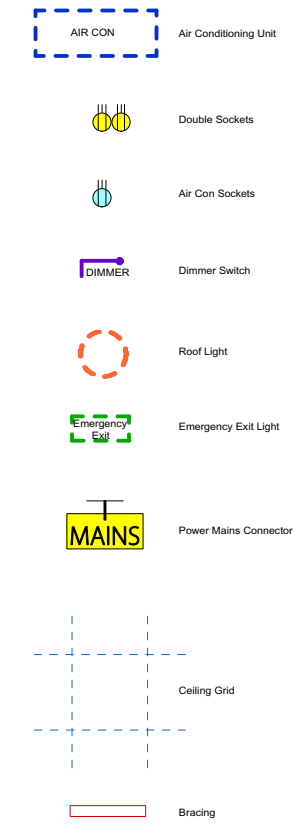 AIR CON
Air Conditioning Unit
Double Sockets
Air Con Sockets
DIMMER
Dimmer Switch
Roof Light
Emergency
Exit
Emergency Exit Light
MAINS
Power Mains Connector
Ceiling Grid
Bracing